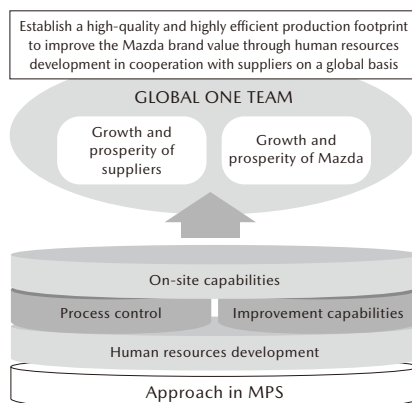 Establish a high-quality and highly efficient production footprint
to improve the Mazda brand value through human resources
development in cooperation with suppliers on a global basis
GLOBAL ONE TEAM
Growth and
prosperity of
suppliers
Growth and
prosperity of Mazda
On-site capabilities
Process control
Improvement capabilities
Human resources development
Approach in MPS